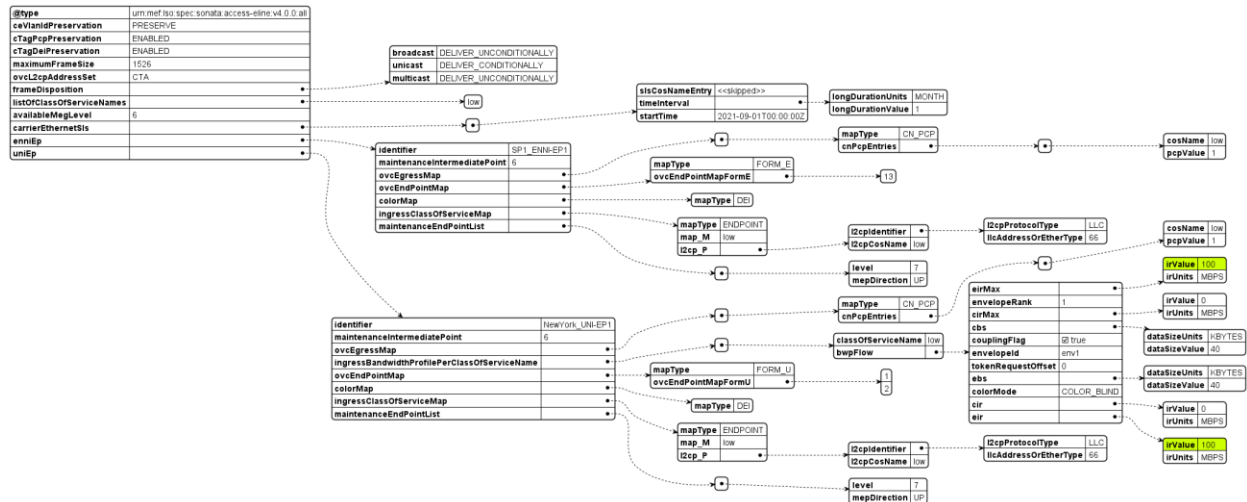 @type urn:mef:lso:spec:sonata:access-eline:v4.0.0:all
ceVlanIdPreservation PRESERVE
cTagPcpPreservation ENABLED
cTagDeiPreservation ENABLED
maximumFrameSize 1526
ovcL2cpAddressSet CTA
frameDisposition
listOfClassOfServiceNames
availableMegLevel 6
carrierEthernetSls
enniEp
uniEp
broadcast DELIVER_UNCONDITIONALLY
unicast DELIVER_CONDITIONALLY
multicast DELIVER_UNCONDITIONALLY
low
slsCosNameEntry <<skipped>>
timeInterval
startTime 2021-09-01T00:00:00Z
longDurationUnits MONTH
longDurationValue 1
identifier SP1_ENNI-EP1
maintenanceIntermediatePoint 6
ovcEgressMap
ovcEndPointMap
colorMap
ingressClassOfServiceMap
maintenanceEndPointList
mapType CN_PCP
cnPcpEntries
cosName low
pcpValue 1
mapType FORM_E
ovcEndPointMapFormE
13
mapType DEI
mapType ENDPOINT
map_M low
l2cp_P
l2cpIdentifier
l2cpCosName low
l2cpProtocolType LLC
llcAddressOrEtherType 66
level 7
mepDirection UP
identifier NewYork_UNI-EP1
maintenanceIntermediatePoint 6
ovcEgressMap
ingressBandwidthProfilePerClassOfServiceName
ovcEndPointMap
colorMap
ingressClassOfServiceMap
maintenanceEndPointList
mapType CN_PCP
cnPcpEntries
cosName low
pcpValue 1
classOfServiceName low
bwpFlow
eirMax
envelopeRank 1
cirMax
cbs
couplingFlag true
envelopeId env1
tokenRequestOffset 0
ebs
colorMode COLOR_BLIND
cir
eir
irValue 100
irUnits MBPS
irValue 0
irUnits MBPS
dataSizeUnits KBYTES
dataSizeValue 40
dataSizeUnits KBYTES
dataSizeValue 40
irValue 0
irUnits MBPS
irValue 100
irUnits MBPS
mapType FORM_U
ovcEndPointMapFormU
1
2
mapType DEI
mapType ENDPOINT
map_M low
l2cp_P
l2cpIdentifier
l2cpCosName low
l2cpProtocolType LLC
llcAddressOrEtherType 66
level 7
mepDirection UP